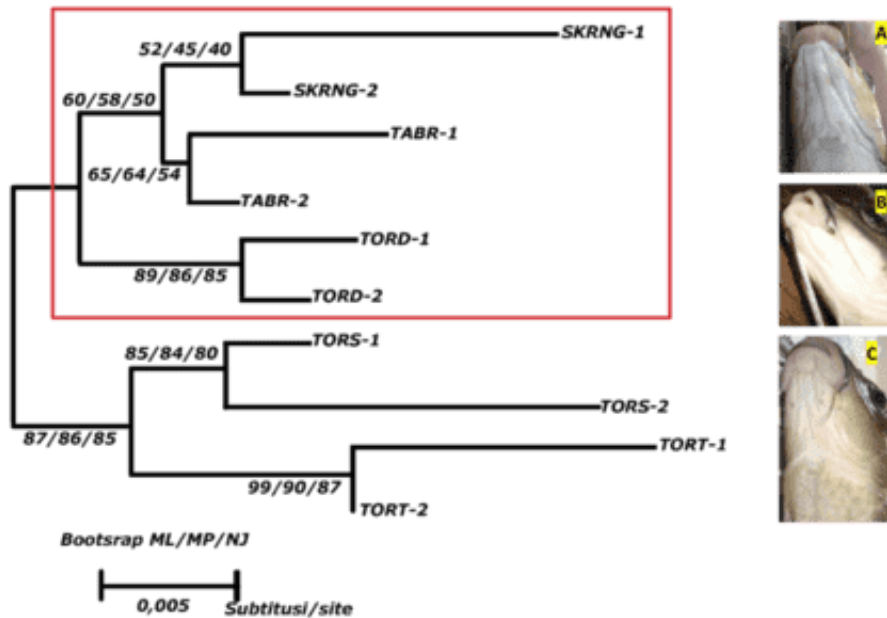 SKRNG-1
52/45/40
SKRNG-2
60/58/50
TABR-1
65/64/54
TABR-2
TORD-1
89/86/85
TORD-2
TORS-1
85/84/80
TORS-2
87/86/85
TORT-1
99/90/87
TORT-2
Bootsrap ML/MP/NJ
0,005
Subtitusi/site
A
B
C